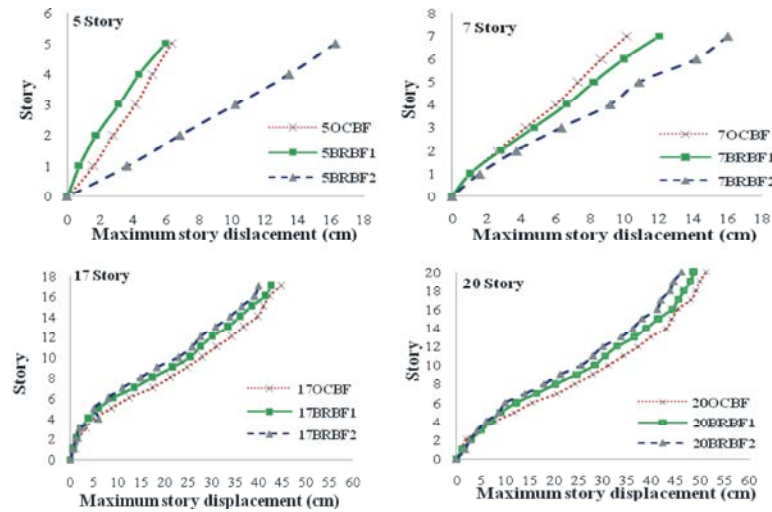 5 Story
Story
5
4
3
2
1
0
5OCBF
5BRBF1
5BRBF2
0 2 4 6 8 10 12 14 16 18
Maximum story dislacement (cm)
7 Story
Story
8
7
6
5
4
3
2
1
0
7OCBF
7BRBF1
7BRBF2
0 2 4 6 8 10 12 14 16 18
Maximum story dislacement (cm)
17 Story
Story
18
16
14
12
10
8
6
4
2
0
17OCBF
17BRBF1
17BRBF2
0 5 10 15 20 25 30 35 40 45 50 55 60
Maximum story displacement (cm)
20 Story
Story
20
18
16
14
12
10
8
6
4
2
0
20OCBF
20BRBF1
20BRBF2
0 5 10 15 20 25 30 35 40 45 50 55 60
Maximum story displacement (cm)